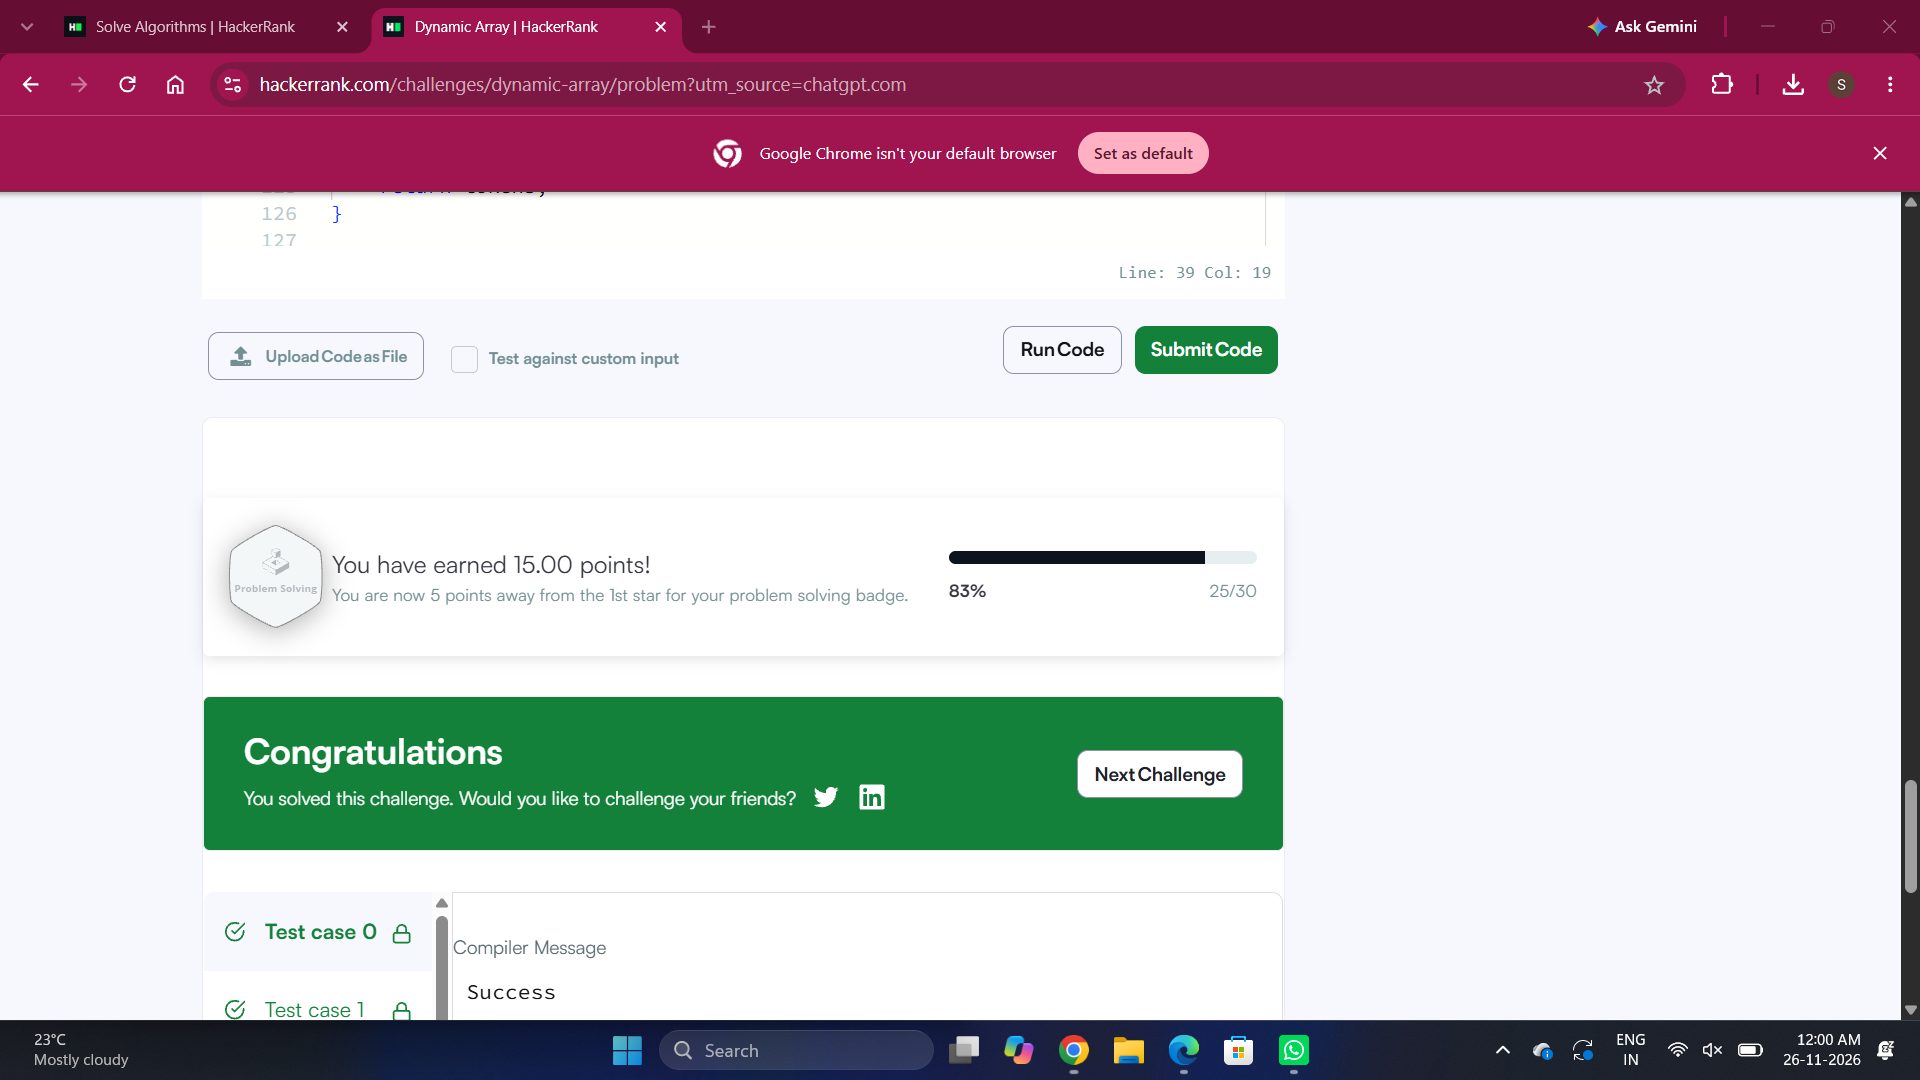 Solve Algorithms | HackerRank
Dynamic Array | HackerRank
Ask Gemini
hackerrank.com/challenges/dynamic-array/problem?utm_source=chatgpt.com
S
Google Chrome isn't your default browser
Set as default
126 }
127
Line: 39 Col: 19
Upload Code as File
Test against custom input
Run Code
Submit Code
Problem Solving
You have earned 15.00 points!
You are now 5 points away from the 1st star for your problem solving badge.
83%
25/30
Congratulations
You solved this challenge. Would you like to challenge your friends?
Next Challenge
Test case 0
Compiler Message
Success
Test case 1
23°C
Mostly cloudy
Search
ENG
IN
12:00 AM
26-11-2026